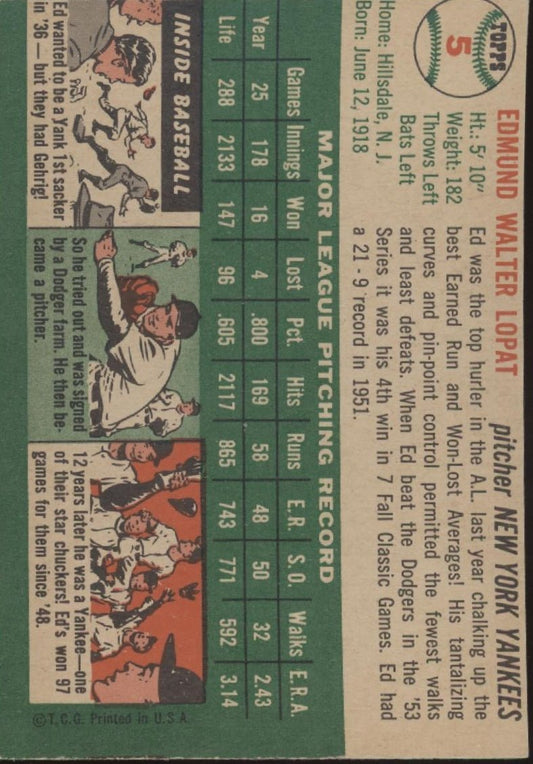 TOPPS
5
EDMUND WALTER LOPAT
pitcher NEW YORK YANKEES
Ht.: 5' 10"
Weight: 182
Throws Left
Bats Left
Home: Hillsdale, N. J.
Born: June 12, 1918
Ed was the top hurler in the A.L. last year chalking up the
best Earned Run and Won-Lost Averages! His tantalizing
curves and pin-point control permitted the fewest walks
and least defeats. When Ed beat the Dodgers in the '53
Series it was his 4th win in 7 Fall Classic Games. Ed had
a 21 - 9 record in 1951.
MAJOR LEAGUE PITCHING RECORD
Games Innings Won Lost Pct. Hits Runs E.R. S.O. Walks E.R.A.
Year 25 178 16 4 .800 169 58 48 50 32 2.43
Life 288 2133 147 96 .605 2117 865 743 771 592 3.14
INSIDE BASEBALL
Ed wanted to be a Yank 1st sacker
in '36 — but they had Gehrig!
So he tried out and was signed
by a Dodger farm. He then be-
came a pitcher.
12 years later he was a Yankee—one
of their star chuckers! Ed's won 97
games for them since '48.
©T.C.G. Printed in U.S.A.